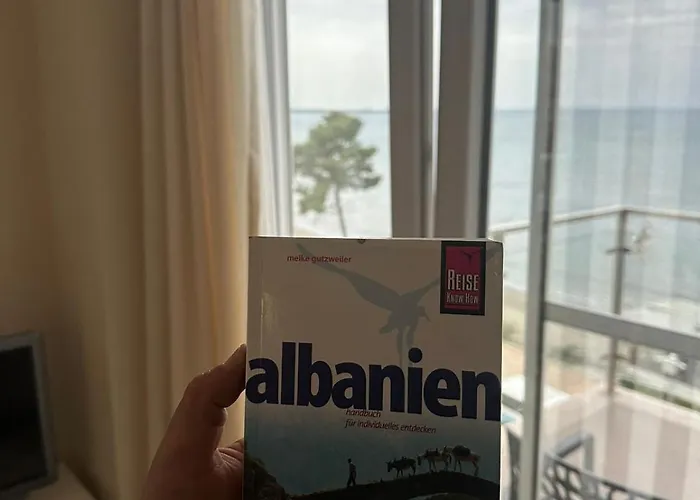 meike gutzweiler
REISE
KNOW-HOW
albanien
handbuch
für individuelles entdecken